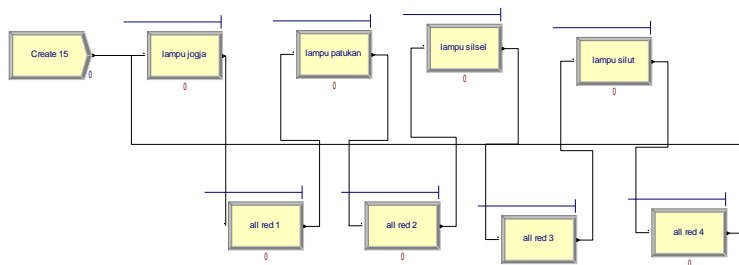 Create 15
0
lampu jogja
0
lampu patukan
0
lampu silsel
0
lampu silut
0
all red 1
0
all red 2
0
all red 3
0
all red 4
0